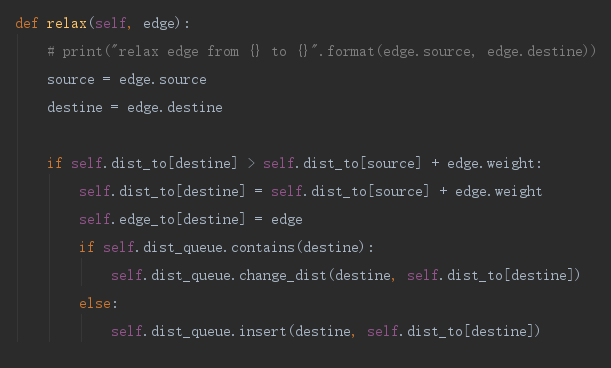 def relax(self, edge):
    # print("relax edge from {} to {}".format(edge.source, edge.destine))
    source = edge.source
    destine = edge.destine

    if self.dist_to[destine] > self.dist_to[source] + edge.weight:
        self.dist_to[destine] = self.dist_to[source] + edge.weight
        self.edge_to[destine] = edge
        if self.dist_queue.contains(destine):
            self.dist_queue.change_dist(destine, self.dist_to[destine])
        else:
            self.dist_queue.insert(destine, self.dist_to[destine])